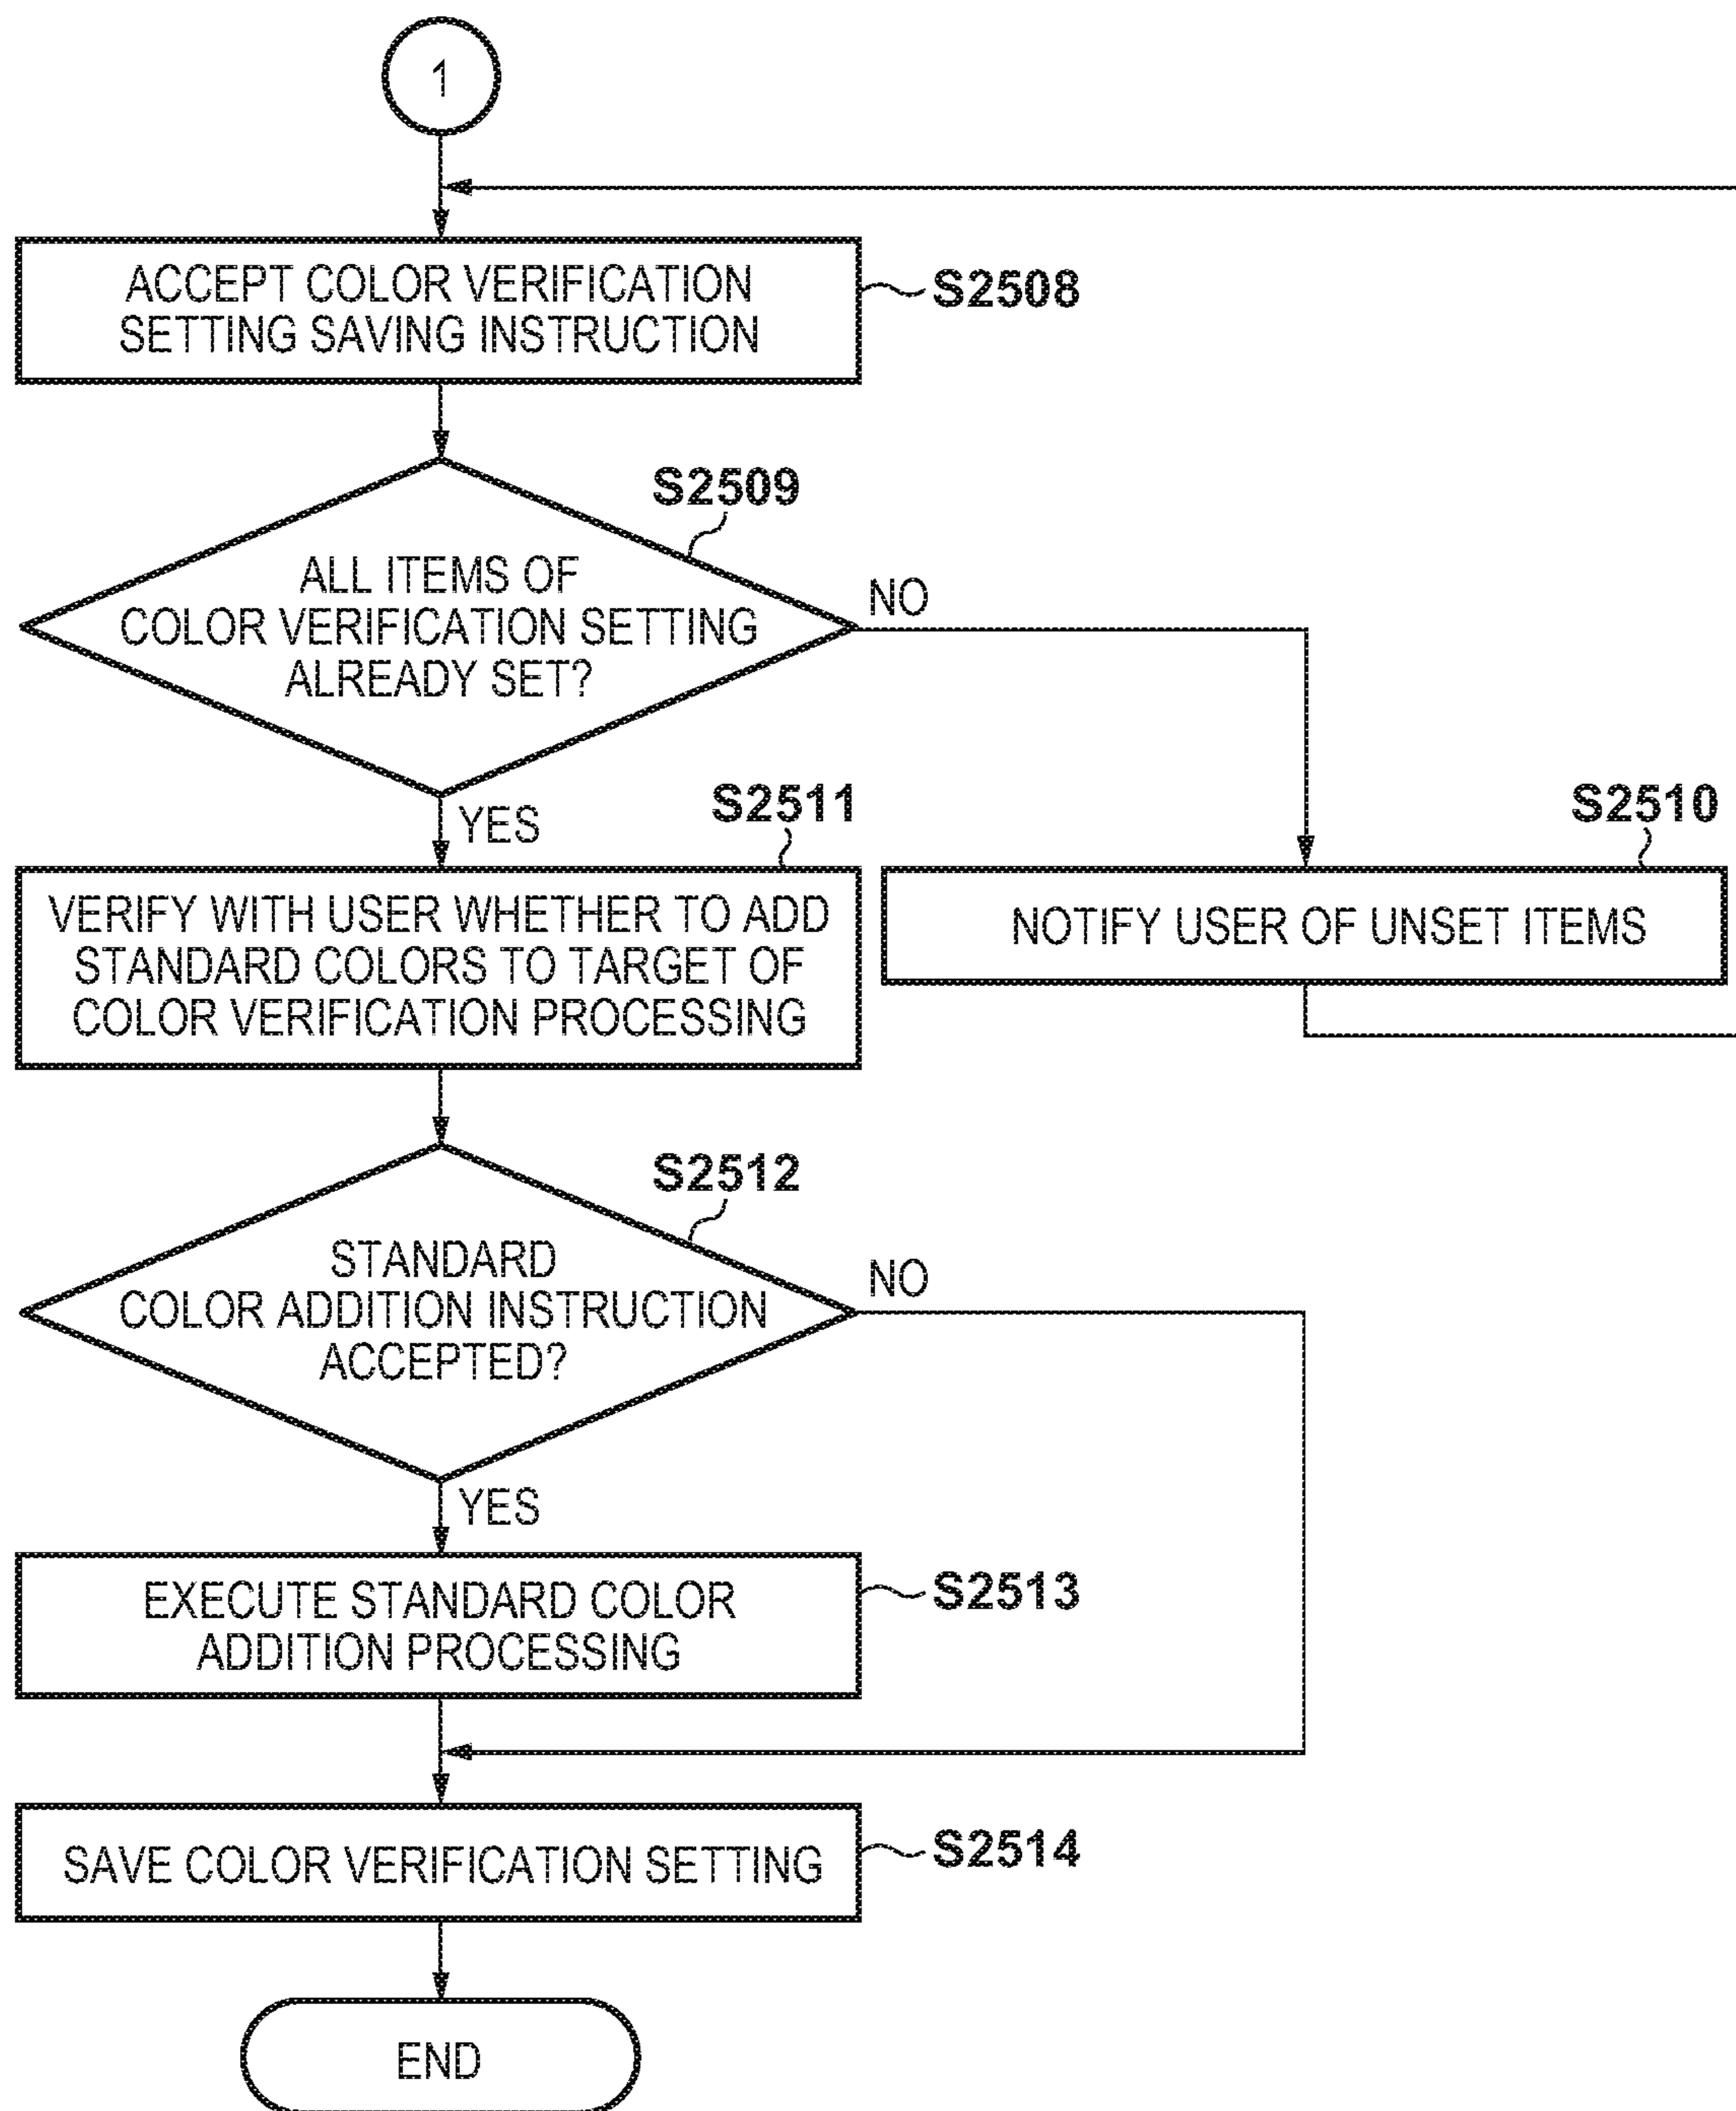 1
ACCEPT COLOR VERIFICATION
SETTING SAVING INSTRUCTION
S2508
S2509
ALL ITEMS OF
COLOR VERIFICATION SETTING
ALREADY SET?
NO
YES
S2511
S2510
VERIFY WITH USER WHETHER TO ADD
STANDARD COLORS TO TARGET OF
COLOR VERIFICATION PROCESSING
NOTIFY USER OF UNSET ITEMS
S2512
STANDARD
COLOR ADDITION INSTRUCTION
ACCEPTED?
NO
YES
EXECUTE STANDARD COLOR
ADDITION PROCESSING
S2513
SAVE COLOR VERIFICATION SETTING
S2514
END